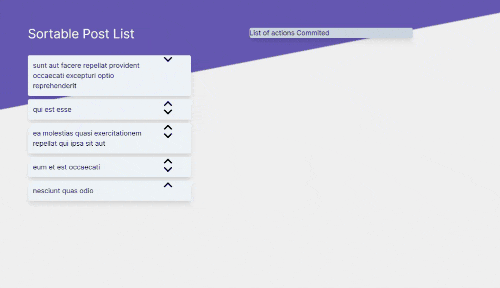 Sortable Post List
List of actions Commited
sunt aut facere repellat provident
occaecati excepturi optio
reprehenderit
qui est esse
ea molestias quasi exercitationem
repellat qui ipsa sit aut
eum et est occaecati
nesciunt quas odio